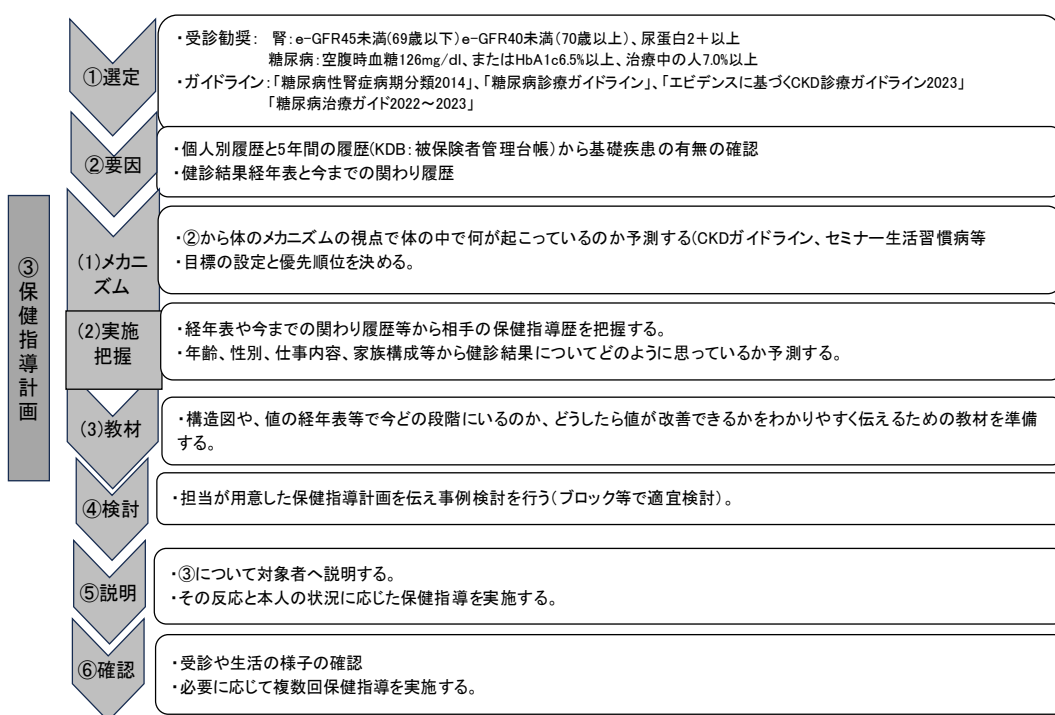 ①選定
・受診勧奨： 腎：e-GFR45未満(69歳以下)e-GFR40未満(70歳以上)、尿蛋白2＋以上
糖尿病：空腹時血糖126mg/dl、またはHbA1c6.5％以上、治療中の人7.0％以上
・ガイドライン：「糖尿病性腎症病期分類2014」、「糖尿病診療ガイドライン」、「エビデンスに基づくCKD診療ガイドライン2023」
「糖尿病治療ガイド2022～2023」
②要因
・個人別履歴と5年間の履歴(KDB：被保険者管理台帳)から基礎疾患の有無の確認
・健診結果経年表と今までの関わり履歴
③保健指導計画
(1)メカニ
ズム
・②から体のメカニズムの視点で体の中で何が起こっているのか予測する(CKDガイドライン、セミナー生活習慣病等
・目標の設定と優先順位を決める。
(2)実施
把握
・経年表や今までの関わり履歴等から相手の保健指導歴を把握する。
・年齢、性別、仕事内容、家族構成等から健診結果についてどのように思っているか予測する。
(3)教材
・構造図や、値の経年表等で今どの段階にいるのか、どうしたら値が改善できるかをわかりやすく伝えるための教材を準備
する。
④検討
・担当が用意した保健指導計画を伝え事例検討を行う（ブロック等で適宜検討）。
⑤説明
・③について対象者へ説明する。
・その反応と本人の状況に応じた保健指導を実施する。
⑥確認
・受診や生活の様子の確認
・必要に応じて複数回保健指導を実施する。